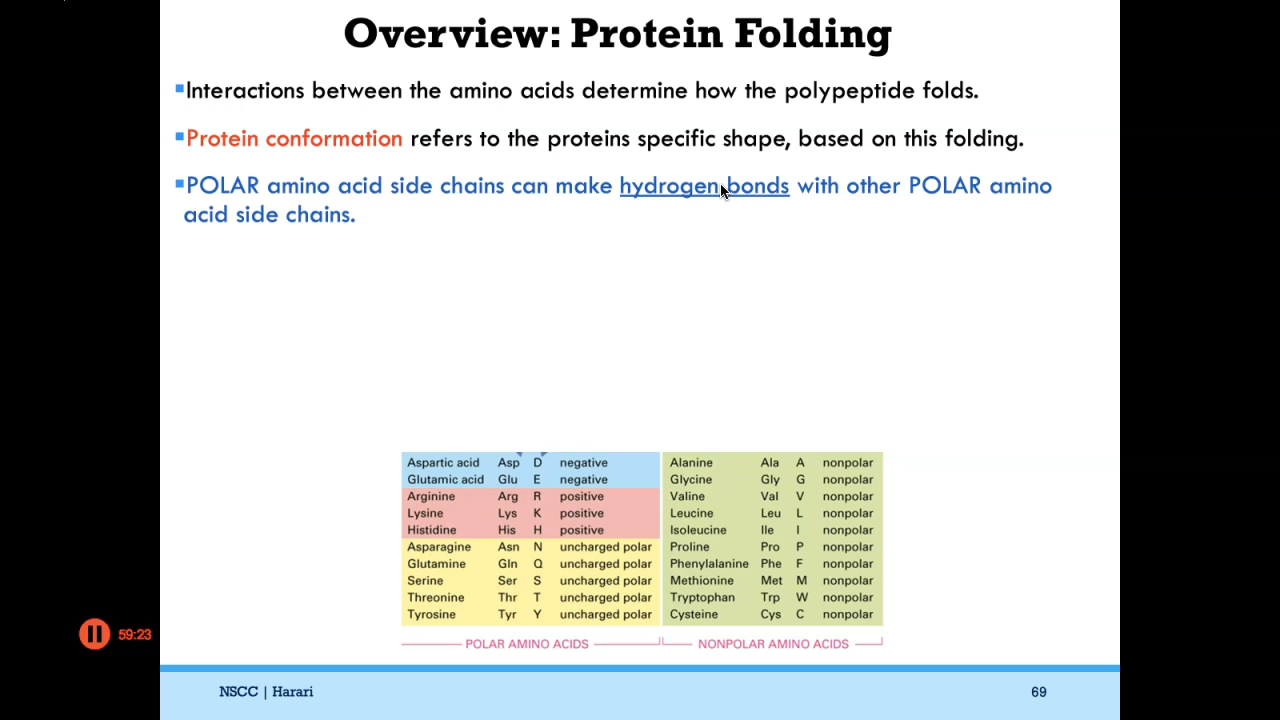 Overview: Protein Folding
Interactions between the amino acids determine how the polypeptide folds.
Protein conformation refers to the proteins specific shape, based on this folding.
POLAR amino acid side chains can make hydrogen bonds with other POLAR amino
acid side chains.
Aspartic acid Asp D negative Alanine Ala A nonpolar
Glutamic acid Glu E negative Glycine Gly G nonpolar
Arginine Arg R positive Valine Val V nonpolar
Lysine Lys K positive Leucine Leu L nonpolar
Histidine His H positive Isoleucine Ile I nonpolar
Asparagine Asn N uncharged polar Proline Pro P nonpolar
Glutamine Gln Q uncharged polar Phenylalanine Phe F nonpolar
Serine Ser S uncharged polar Methionine Met M nonpolar
Threonine Thr T uncharged polar Tryptophan Trp W nonpolar
Tyrosine Tyr Y uncharged polar Cysteine Cys C nonpolar
POLAR AMINO ACIDS NONPOLAR AMINO ACIDS
59:23
NSCC | Harari 69